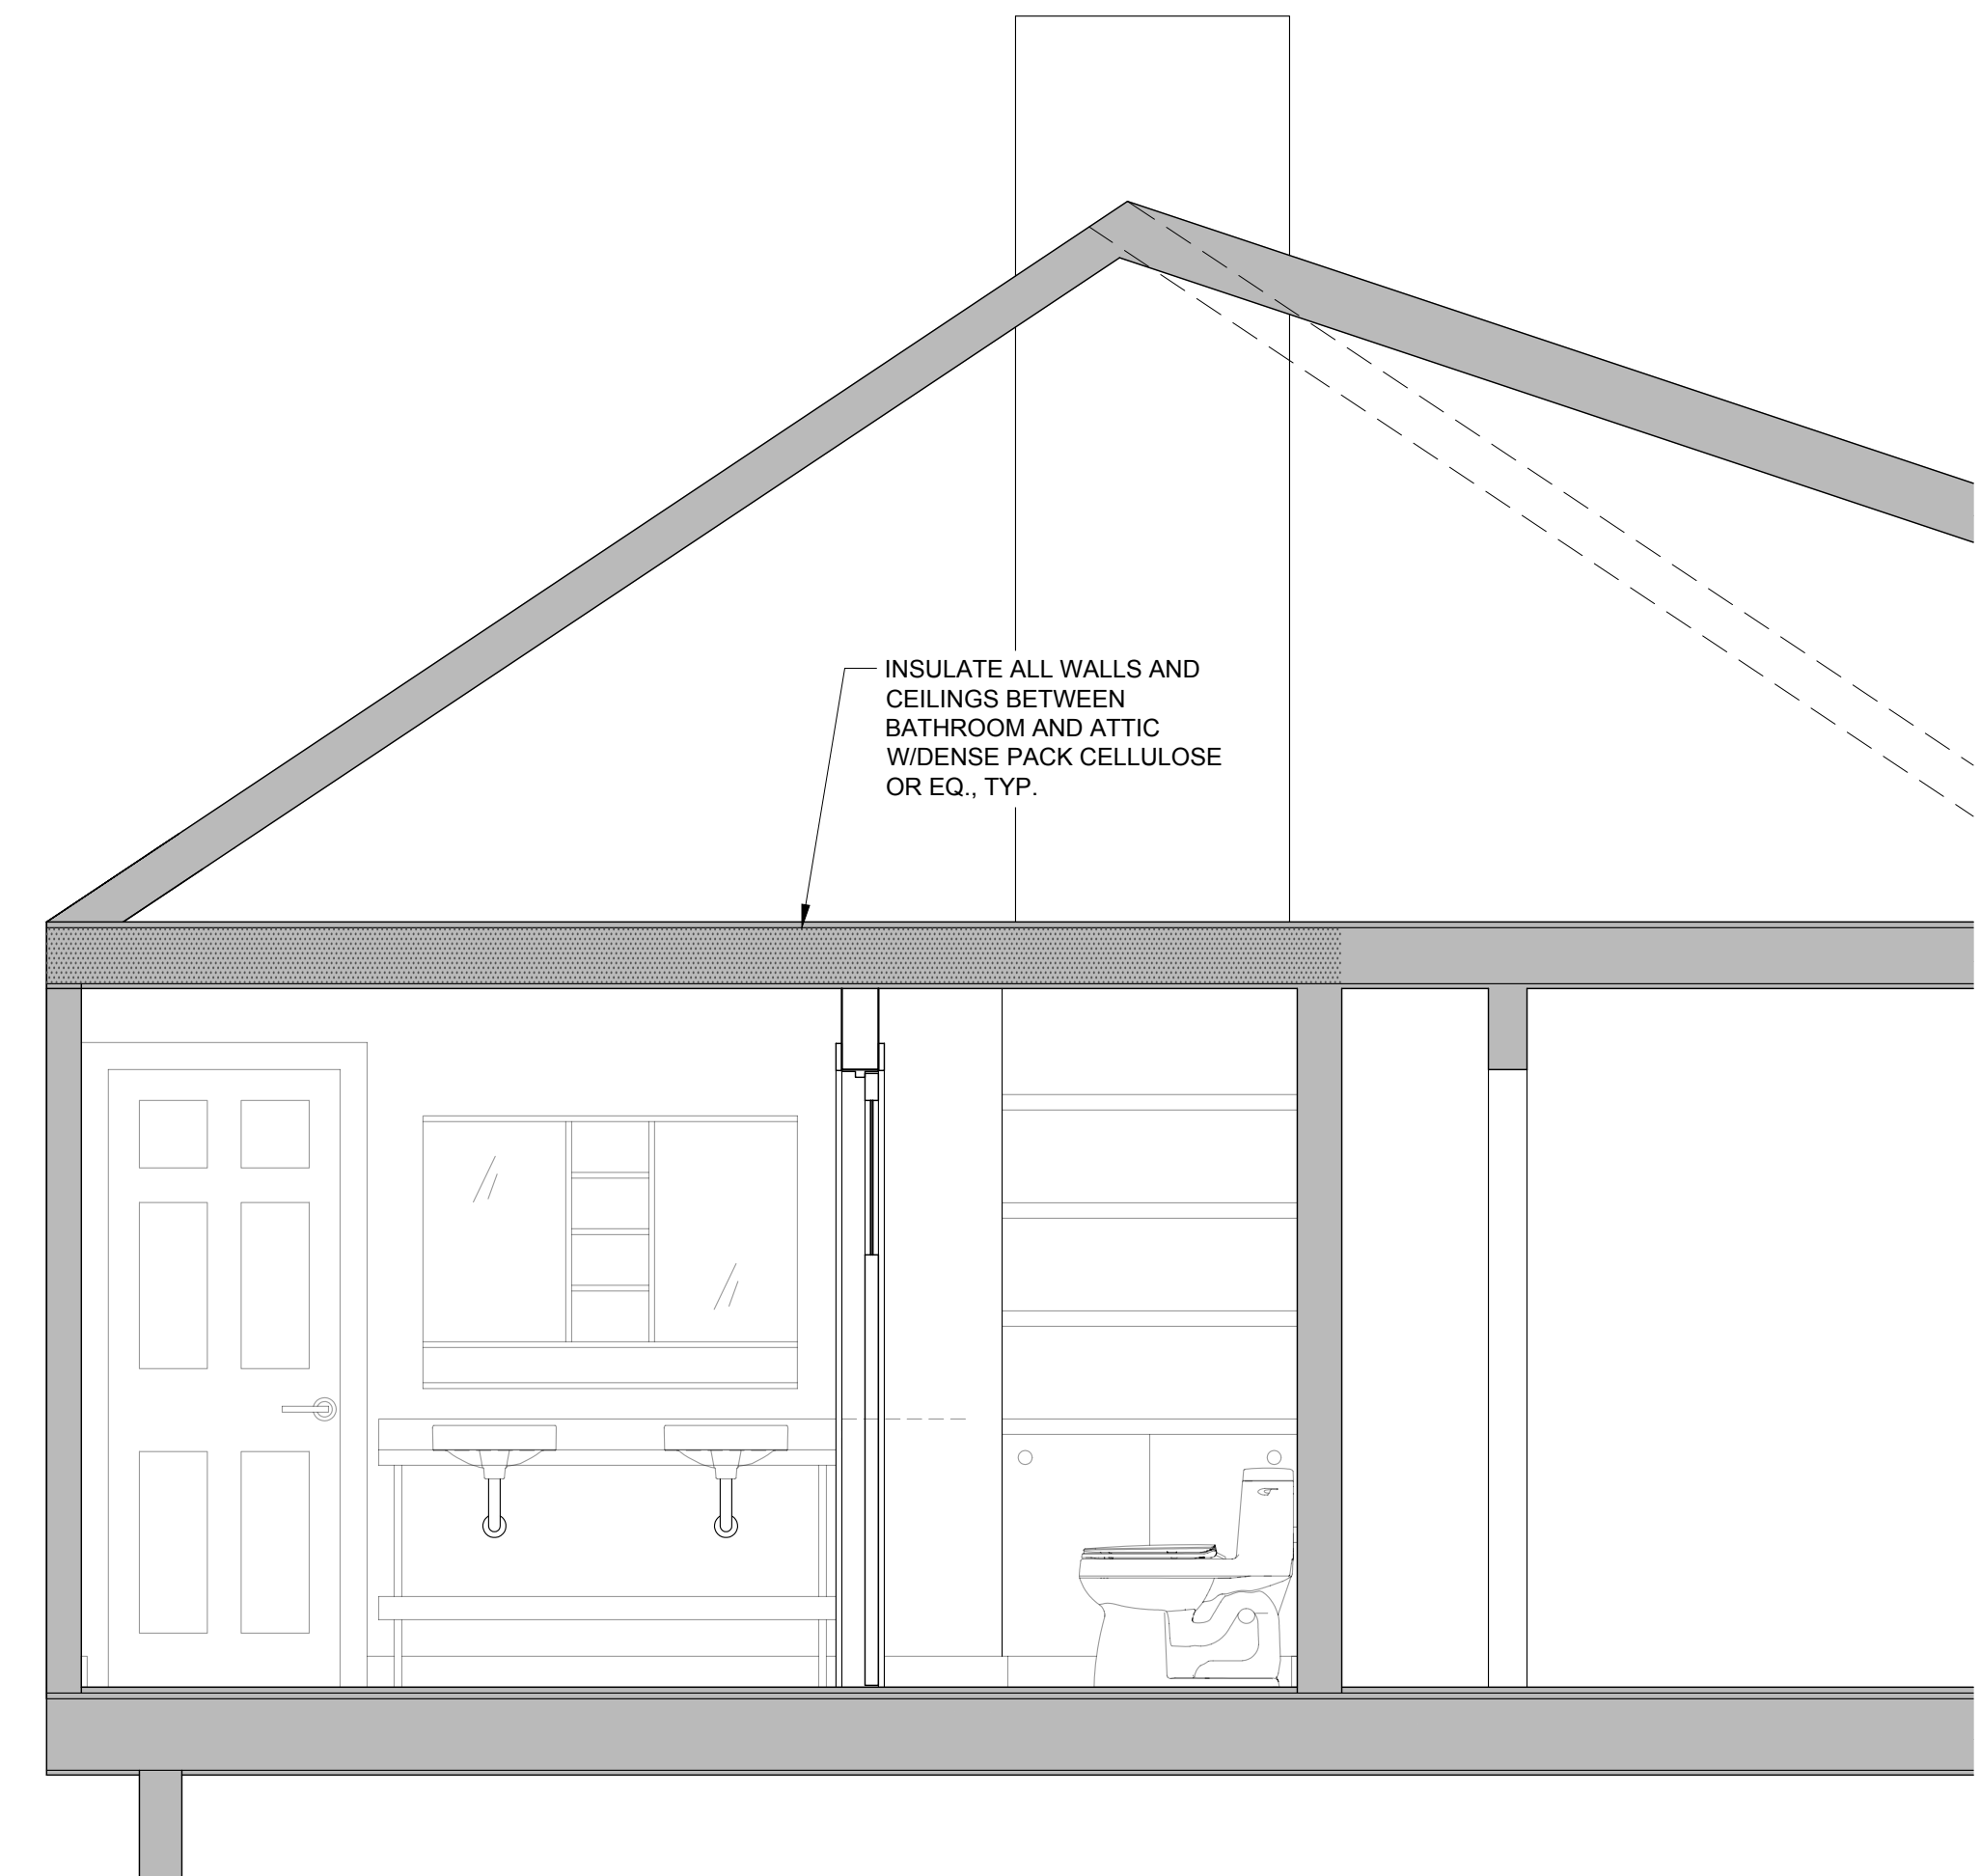 INSULATE ALL WALLS AND
CEILINGS BETWEEN
BATHROOM AND ATTIC
W/DENSE PACK CELLULOSE
OR EQ., TYP.